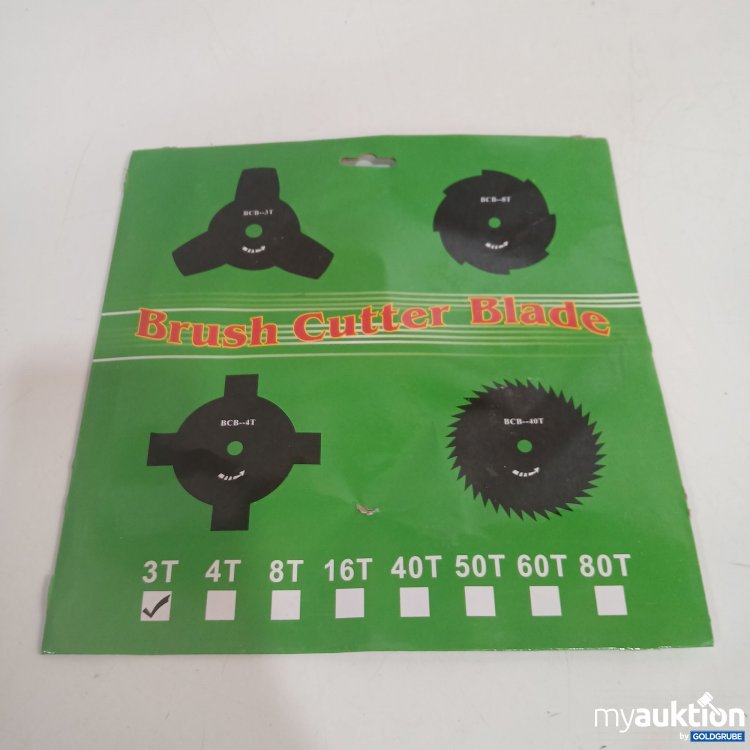 BCB--3T
BCB--8T
Brush Cutter Blade
BCB--4T
BCB--40T
3T 4T 8T 16T 40T 50T 60T 80T
myauktion
by GOLDGRUBE